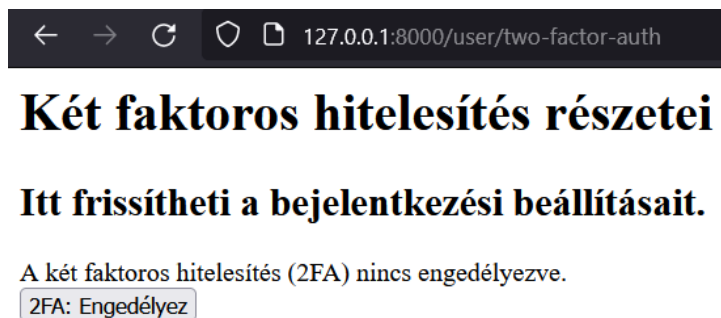 127.0.0.1:8000/user/two-factor-auth
Két faktoros hitelesítés részetei
Itt frissítheti a bejelentkezési beállításait.
A két faktoros hitelesítés (2FA) nincs engedélyezve.
2FA: Engedélyez